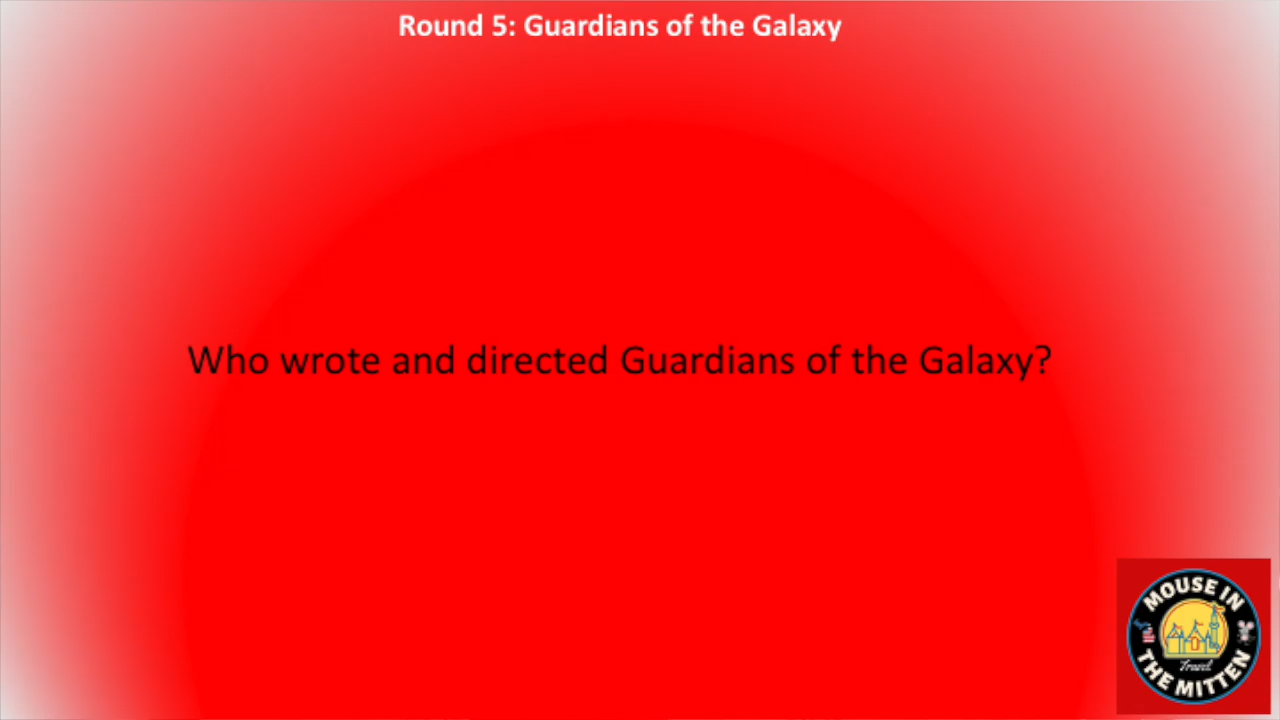 Round 5: Guardians of the Galaxy
Who wrote and directed Guardians of the Galaxy?
MOUSE IN
Travel
THE MITTEN